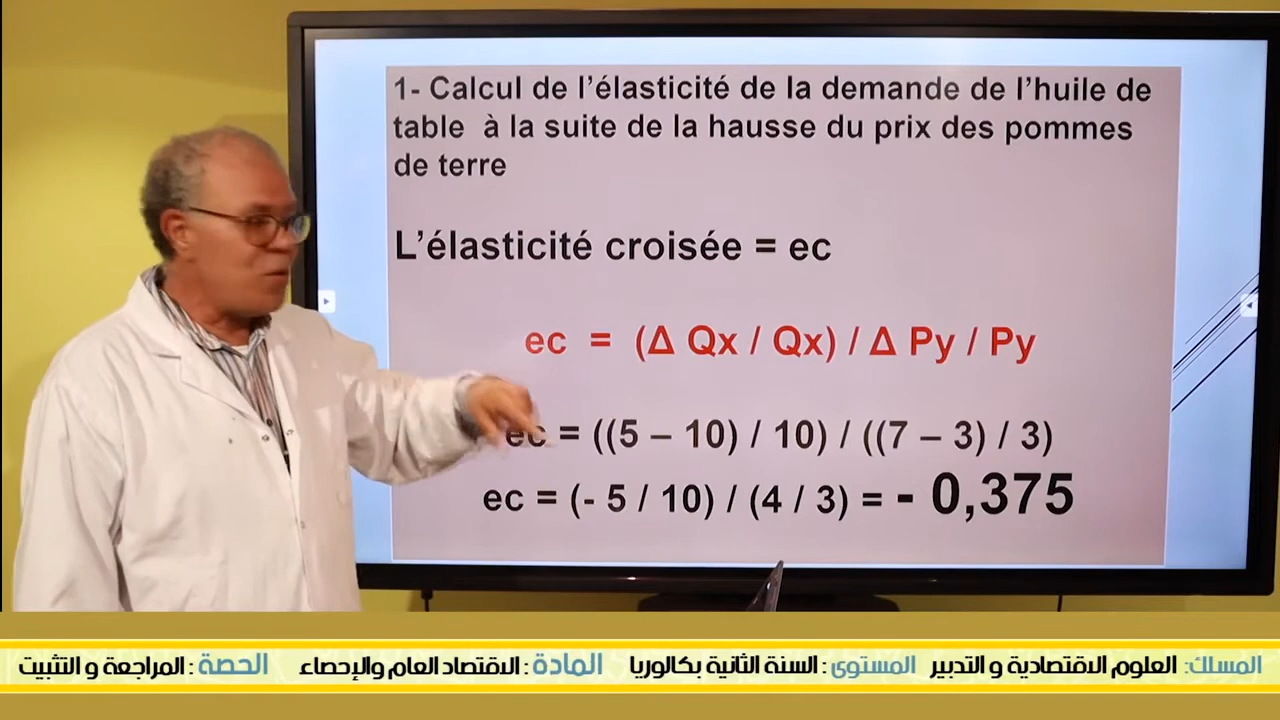 1- Calcul de l’élasticité de la demande de l’huile de
table à la suite de la hausse du prix des pommes
de terre
L’élasticité croisée = ec
ec = (Δ Qx / Qx) / Δ Py / Py
ec = ((5 – 10) / 10) / ((7 – 3) / 3)
ec = (- 5 / 10) / (4 / 3) = - 0,375
المسلك: العلوم الاقتصادية و التدبير المستوى : السنة الثانية بكالوريا المادة : الاقتصاد العام والإحصاء الحصة : المراجعة و التثبيت